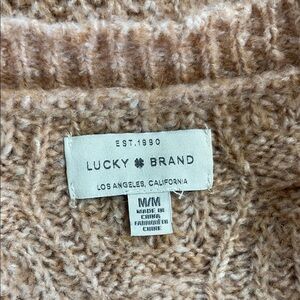 EST. 1990
LUCKY BRAND
LOS ANGELES, CALIFORNIA
M/M
MADE IN
CHINA
FABRIQUÉ EN
CHINE